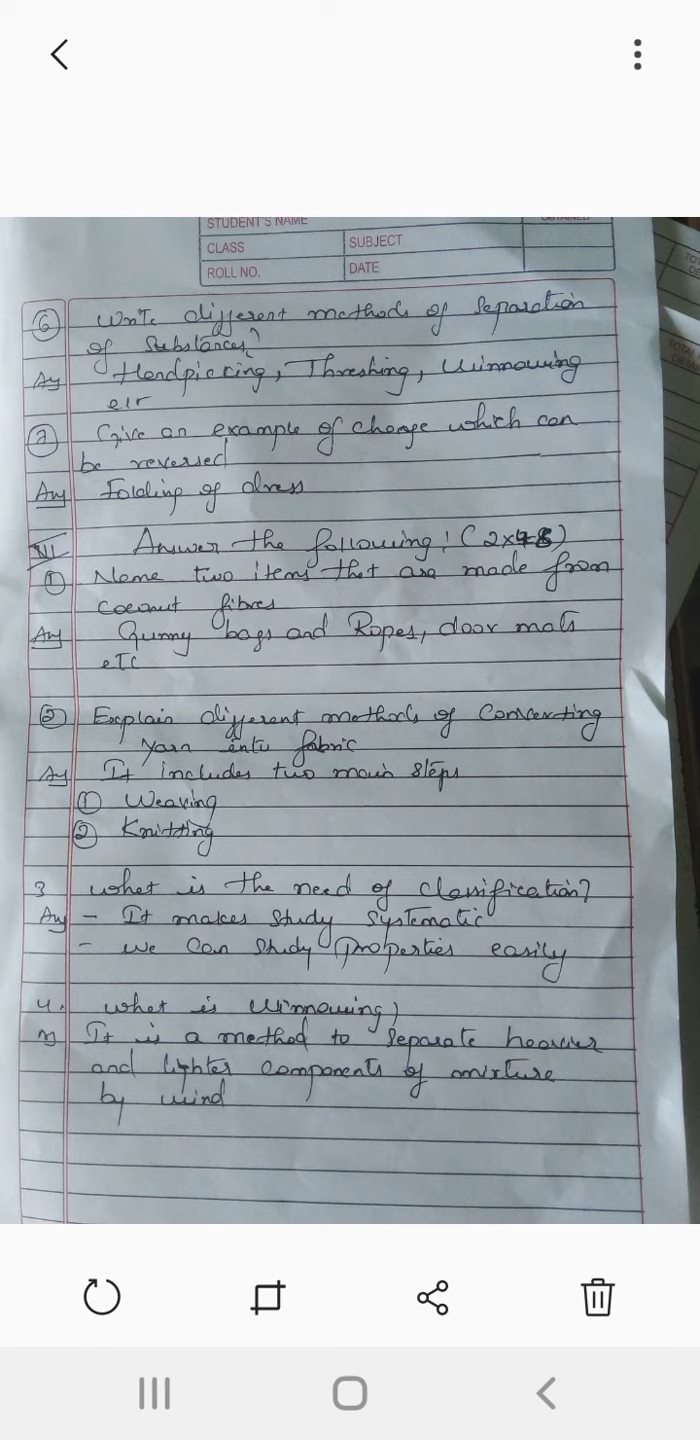 STUDENT'S NAME
CLASS SUBJECT
ROLL NO. DATE
6 Write different methods of Separation
of Substances?
Ans Handpicking, Threshing, Winnowing
etc
7 Give an example of change which can
be reversed
Ans Folding of dress
VI Answer the following! (2x4=8)
1 Name two items that are made from
coconut fibres
Ans Gunny bags and Ropes, door mats
eTC
2 Explain different methods of Converting
Yarn into fabric
Ans It includes two main steps
1 Weaving
2 Knitting
3 what is the need of classification?
Ans - It makes Study Systematic
- we Can Study Properties easily
4. what is Winnowing?
It is a method to Separate heavier
and lighter components of mixture
by wind